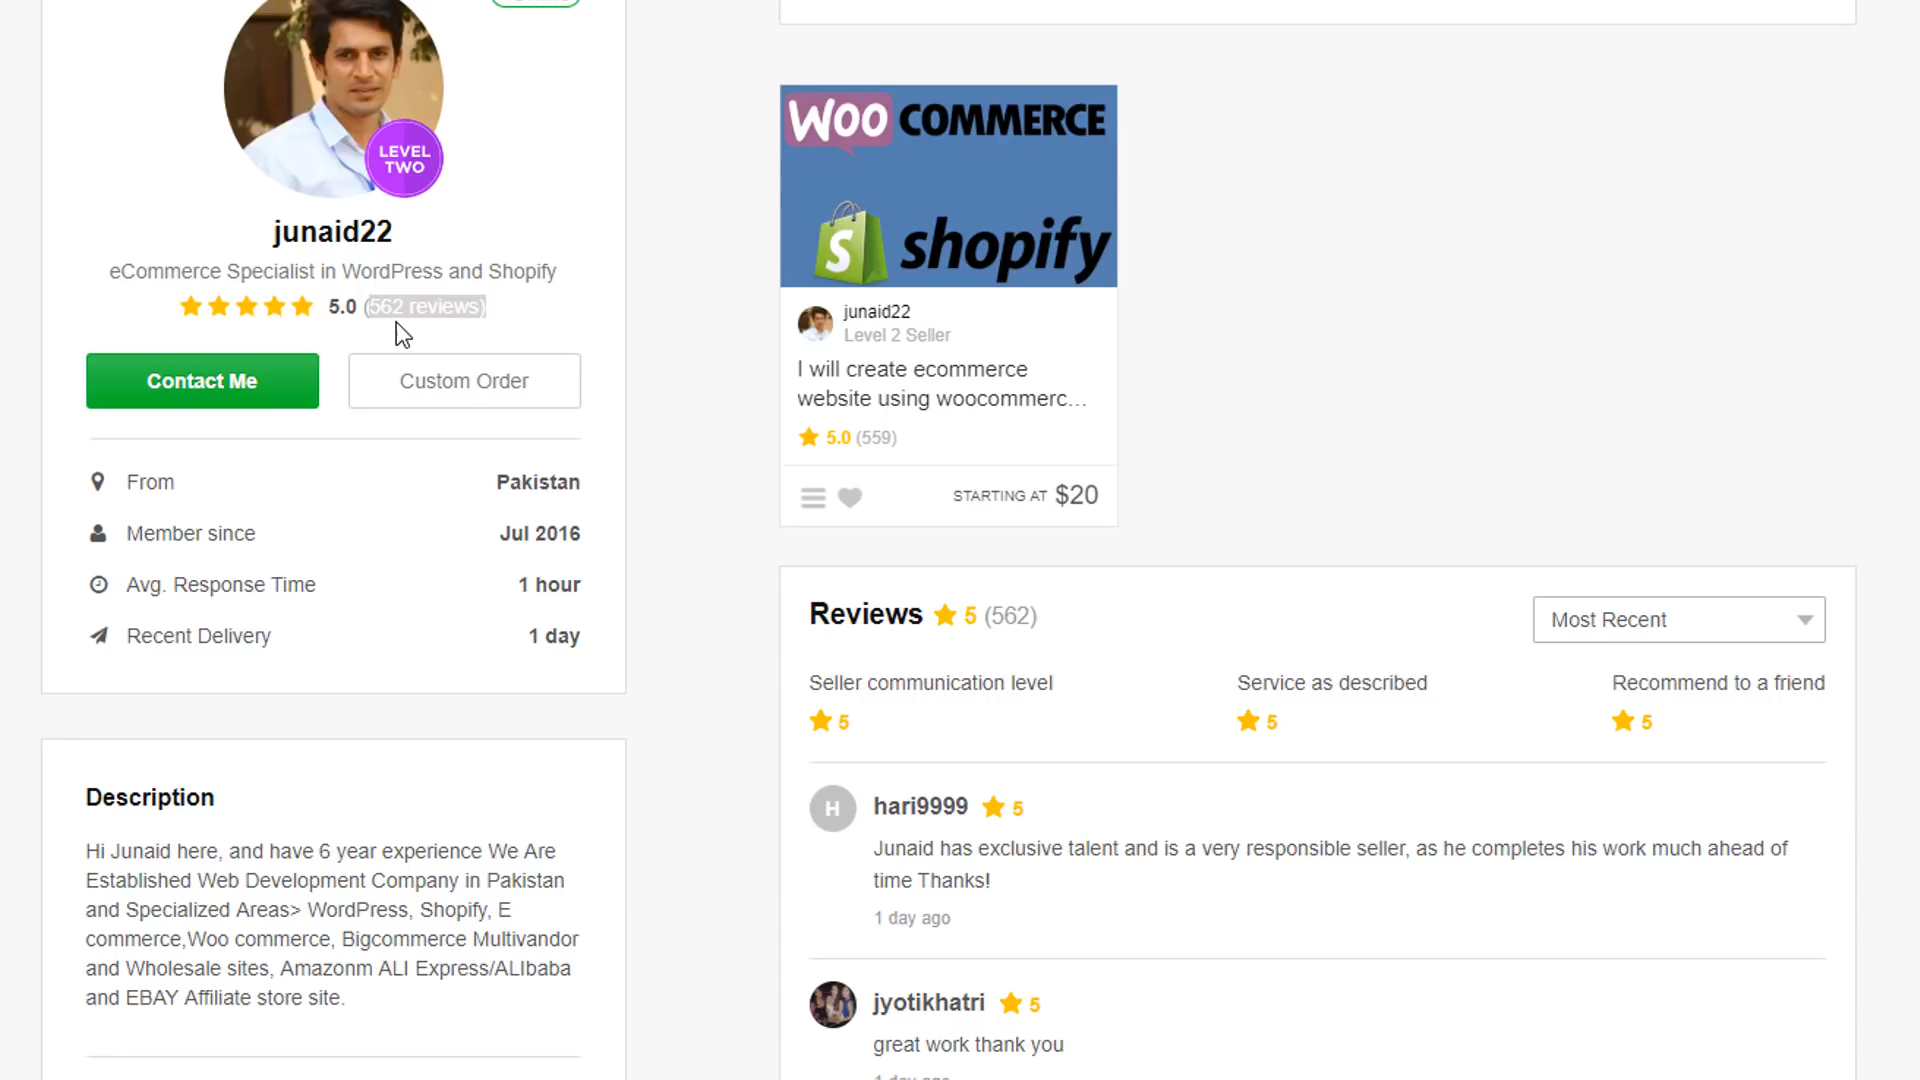 LEVEL
TWO
junaid22
eCommerce Specialist in WordPress and Shopify
5.0 (562 reviews)
Contact Me
Custom Order
From Pakistan
Member since Jul 2016
Avg. Response Time 1 hour
Recent Delivery 1 day
Description
Hi Junaid here, and have 6 year experience We Are
Established Web Development Company in Pakistan
and Specialized Areas> WordPress, Shopify, E
commerce,Woo commerce, Bigcommerce Multivandor
and Wholesale sites, Amazonm ALI Express/ALIbaba
and EBAY Affiliate store site.
WOO COMMERCE
S shopify
junaid22
Level 2 Seller
I will create ecommerce
website using woocommerc...
5.0 (559)
STARTING AT $20
Reviews 5 (562)
Most Recent
Seller communication level Service as described Recommend to a friend
5 5 5
H hari9999 5
Junaid has exclusive talent and is a very responsible seller, as he completes his work much ahead of
time Thanks!
1 day ago
jyotikhatri 5
great work thank you
1 day ago